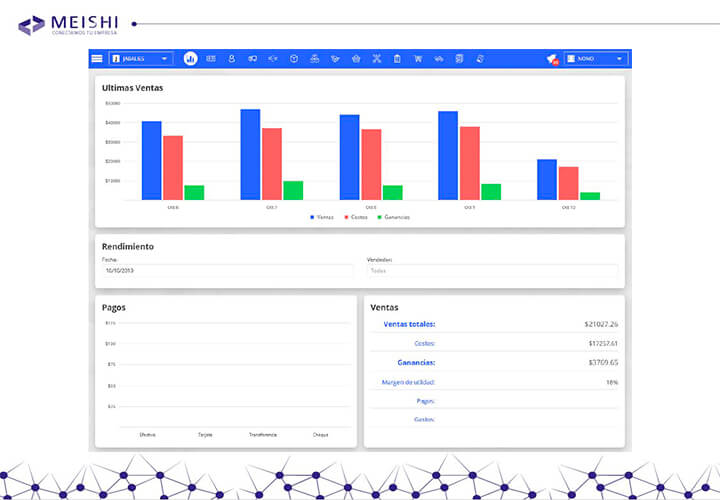 MEISHI
CONECTAMOS TU EMPRESA
JABALIES
NONO
Ultimas Ventas
$50000
$40000
$30000
$20000
$10000
Oct 6
Oct 7
Oct 8
Oct 9
Oct 10
Ventas
Costos
Ganancias
Rendimiento
Fecha:
Vendedor:
10/10/2019
Todos
Pagos
$125
$100
$75
$50
$25
Efectivo
Tarjeta
Transferencia
Cheque
Ventas
Ventas totales:
$21027.26
Costos:
$17257.61
Ganancias:
$3769.65
Margen de utilidad:
18%
Pagos:
Gastos: